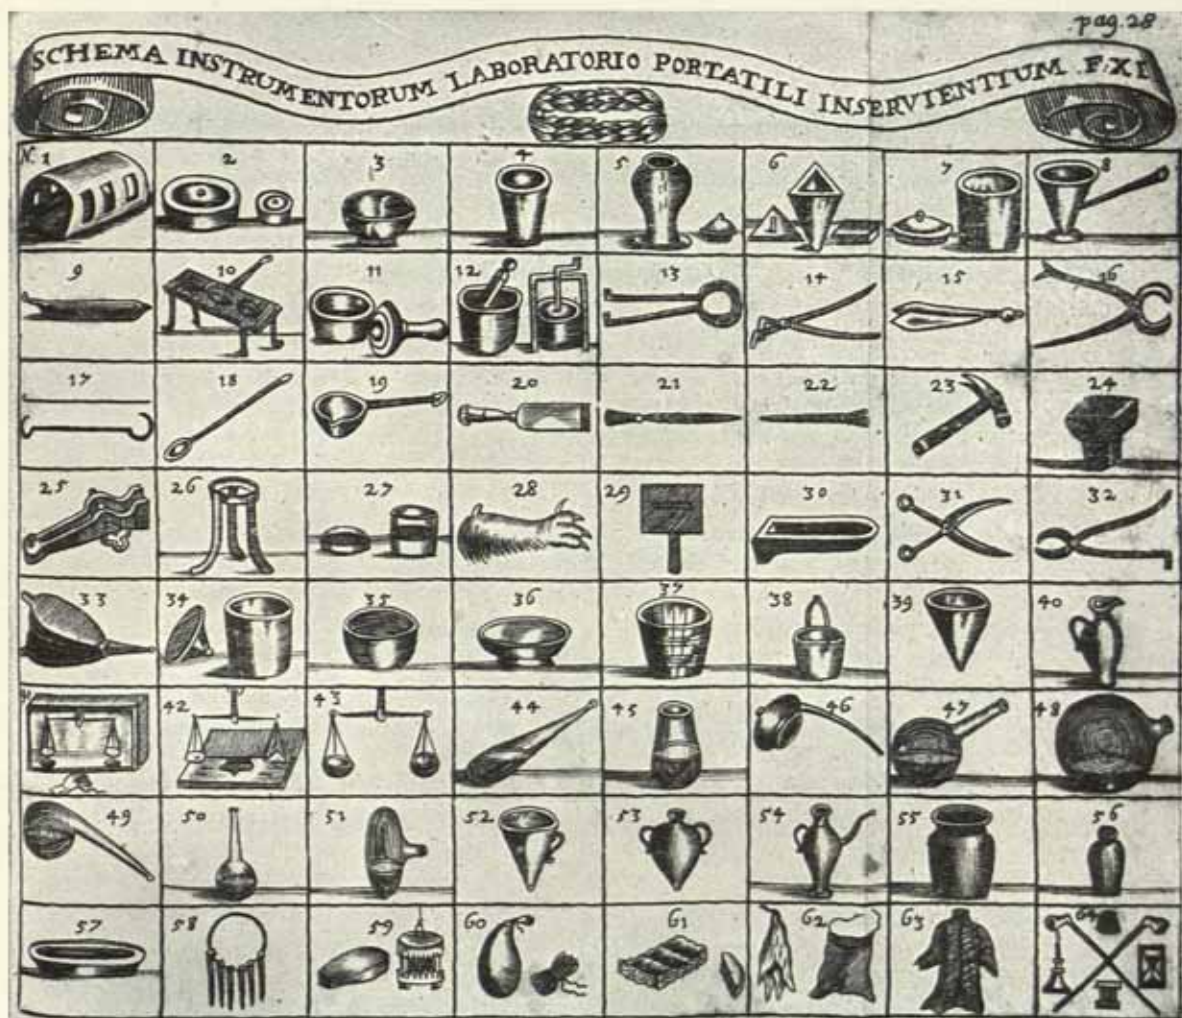 pag. 28
SCHEMA INSTRUMENTORUM LABORATORIO PORTATILI INSERVIENTIUM. F: XI
N. 1 2 3 4 5 6 7 8
9 10 11 12 13 14 15 16
17 18 19 20 21 22 23 24
25 26 27 28 29 30 31 32
33 34 35 36 37 38 39 40
41 42 43 44 45 46 47 48
49 50 51 52 53 54 55 56
57 58 59 60 61 62 63 64